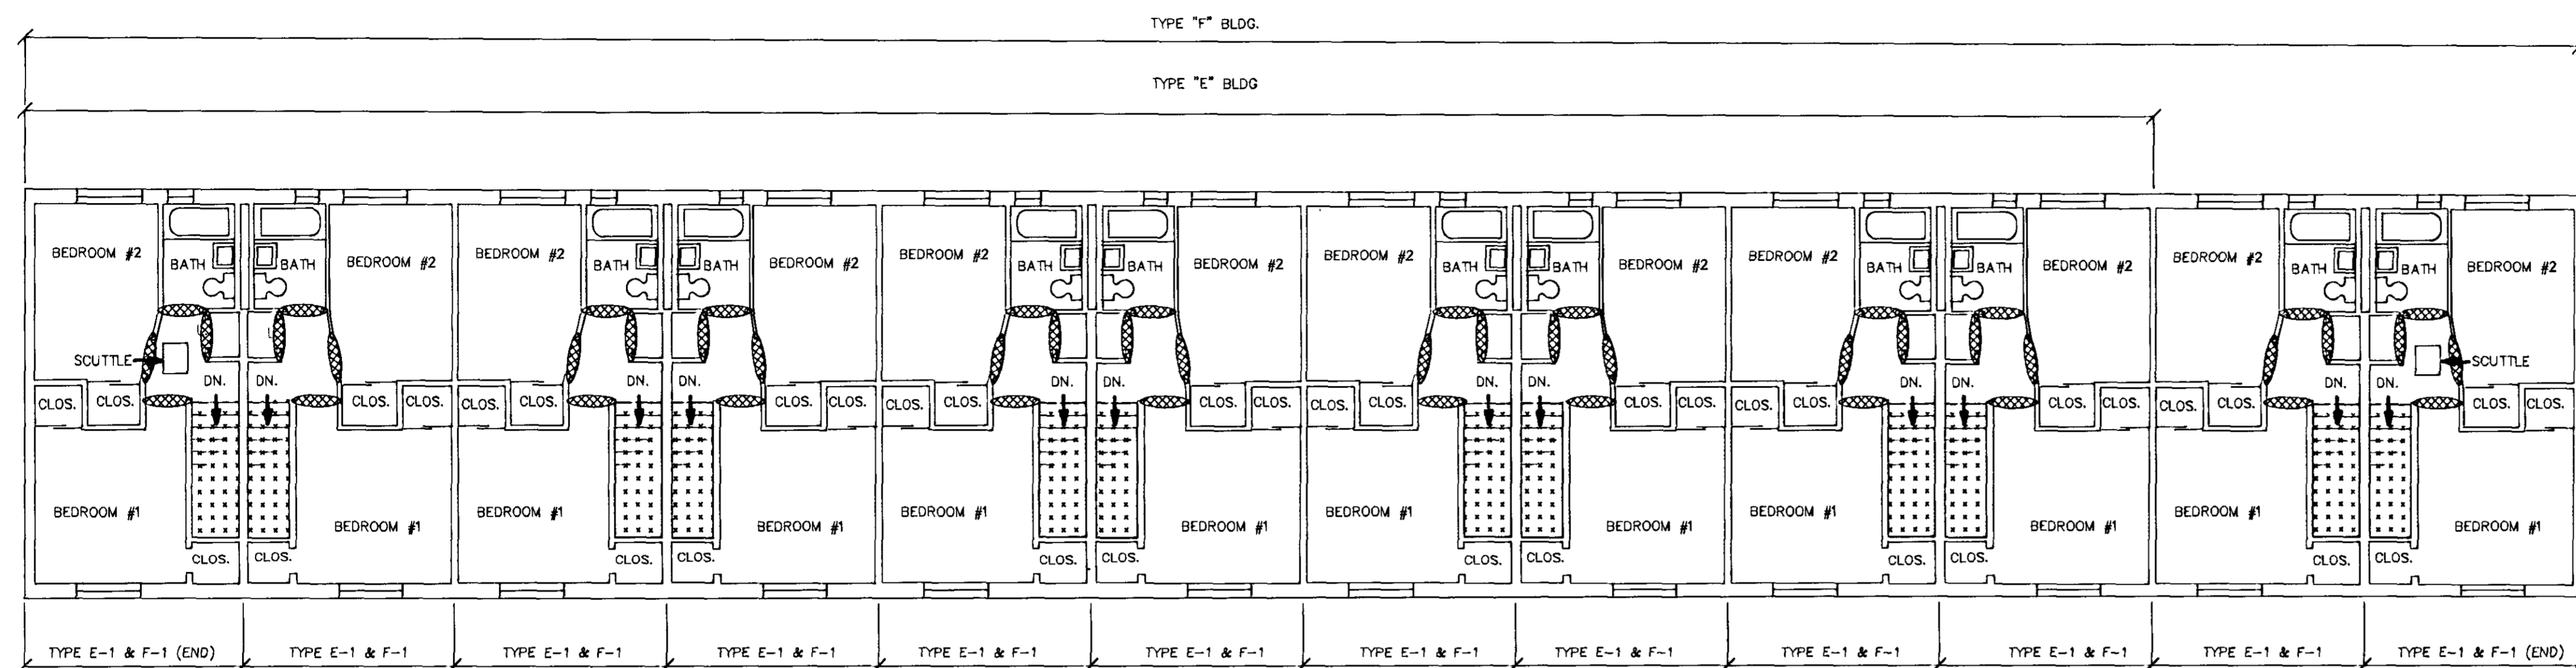 TYPE "F" BLDG.
TYPE "E" BLDG
BEDROOM #2 BATH BATH BEDROOM #2 BEDROOM #2 BATH BATH BEDROOM #2 BEDROOM #2 BATH BATH BEDROOM #2 BEDROOM #2 BATH BATH BEDROOM #2 BEDROOM #2 BATH BATH BEDROOM #2 BEDROOM #2 BATH BATH BEDROOM #2
SCUTTLE SCUTTLE
DN. DN. DN. DN. DN. DN. DN. DN. DN. DN. DN. DN.
CLOS. CLOS. CLOS. CLOS. CLOS. CLOS. CLOS. CLOS. CLOS. CLOS. CLOS. CLOS. CLOS. CLOS. CLOS. CLOS. CLOS. CLOS. CLOS. CLOS. CLOS. CLOS. CLOS. CLOS.
BEDROOM #1 BEDROOM #1 BEDROOM #1 BEDROOM #1 BEDROOM #1 BEDROOM #1 BEDROOM #1 BEDROOM #1 BEDROOM #1 BEDROOM #1 BEDROOM #1 BEDROOM #1
CLOS. CLOS. CLOS. CLOS. CLOS. CLOS. CLOS. CLOS. CLOS. CLOS. CLOS. CLOS.
TYPE E-1 & F-1 (END) TYPE E-1 & F-1 TYPE E-1 & F-1 TYPE E-1 & F-1 TYPE E-1 & F-1 TYPE E-1 & F-1 TYPE E-1 & F-1 TYPE E-1 & F-1 TYPE E-1 & F-1 TYPE E-1 & F-1 TYPE E-1 & F-1 TYPE E-1 & F-1 (END)